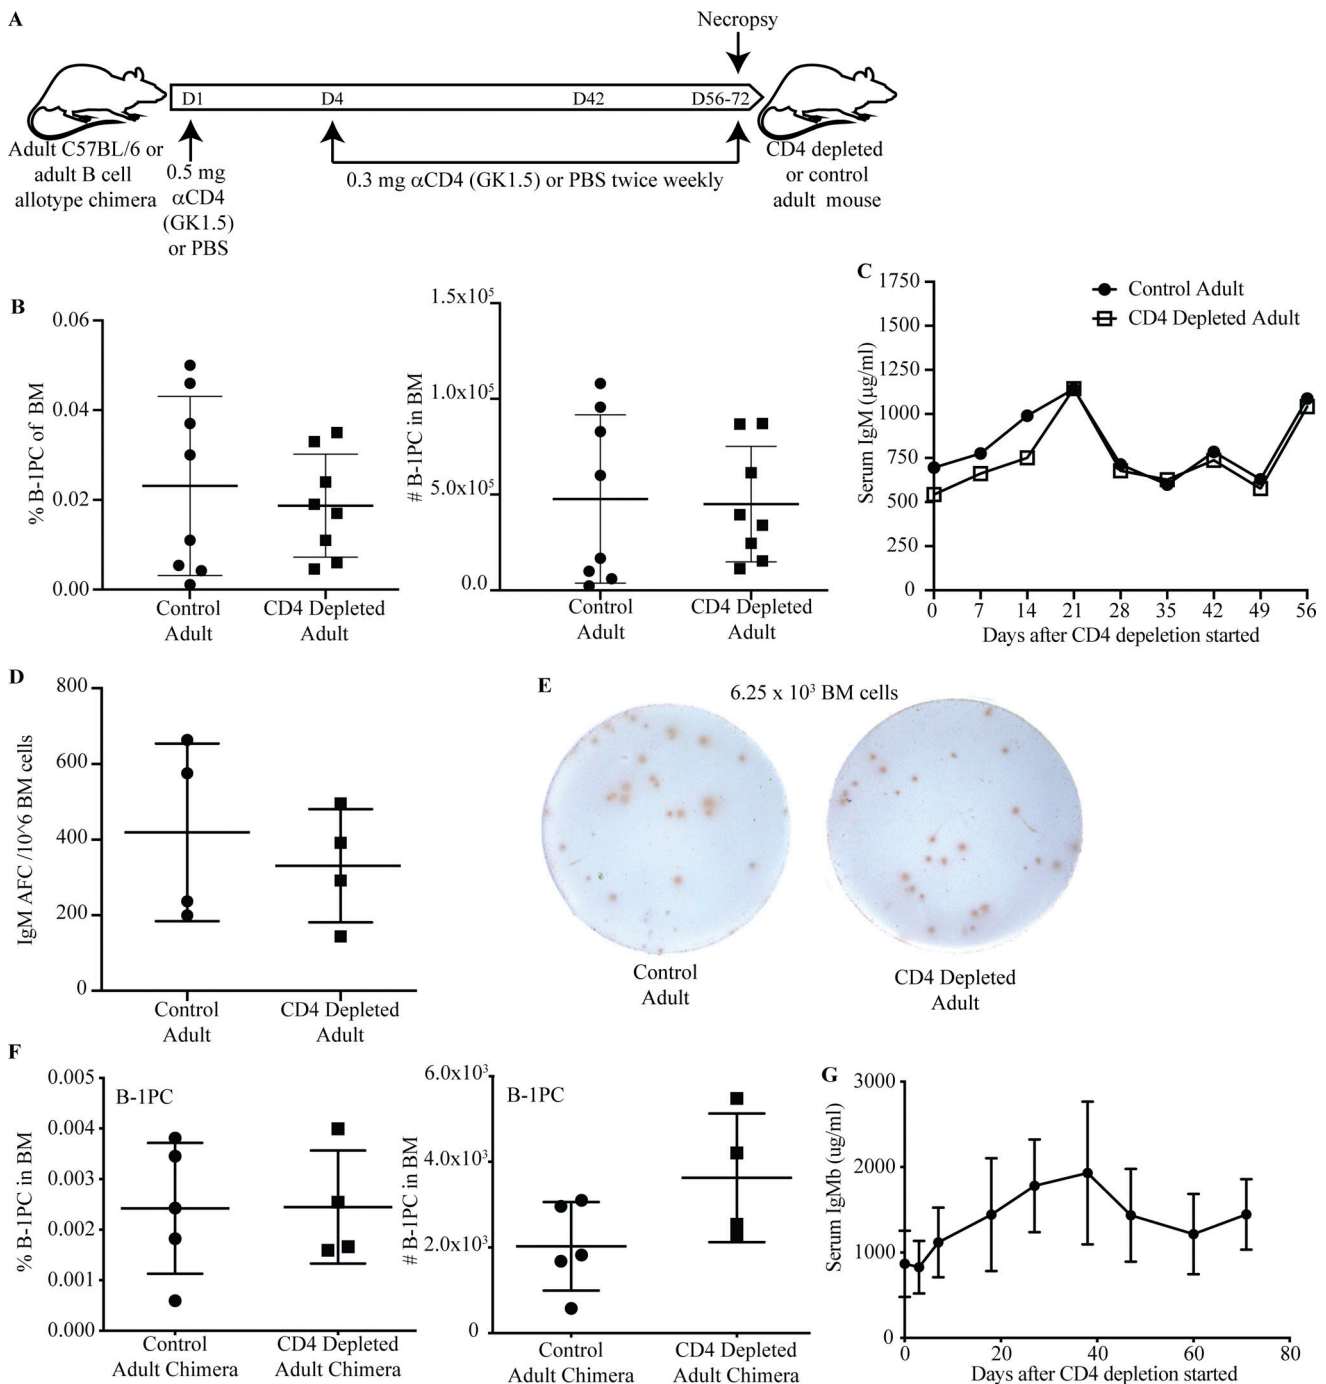 A
Necropsy
D1
D4
D42
D56-72
Adult C57BL/6 or
adult B cell
allotype chimera
0.5 mg
αCD4
(GK1.5)
or PBS
0.3 mg αCD4 (GK1.5) or PBS twice weekly
CD4 depleted
or control
adult mouse
B
% B-1PC of BM
0.06
0.04
0.02
0.00
Control
Adult
CD4 Depleted
Adult
# B-1PC in BM
1.5x10⁵
1.0x10⁵
5.0x10⁵
0.0
Control
Adult
CD4 Depleted
Adult
C
Serum IgM (µg/ml)
1750
1500
1250
1000
750
500
250
0
Control Adult
CD4 Depleted Adult
0 7 14 21 28 35 42 49 56
Days after CD4 depletion started
D
IgM AFC /10^6 BM cells
800
600
400
200
0
Control
Adult
CD4 Depleted
Adult
E
6.25 x 10³ BM cells
Control
Adult
CD4 Depleted
Adult
F
% B-1PC in BM
0.005
0.004
0.003
0.002
0.001
0.000
B-1PC
Control
Adult Chimera
CD4 Depleted
Adult Chimera
# B-1PC in BM
6.0x10³
4.0x10³
2.0x10³
0
B-1PC
Control
Adult Chimera
CD4 Depleted
Adult Chimera
G
Serum IgMb (ug/ml)
3000
2000
1000
0
0 20 40 60 80
Days after CD4 depletion started